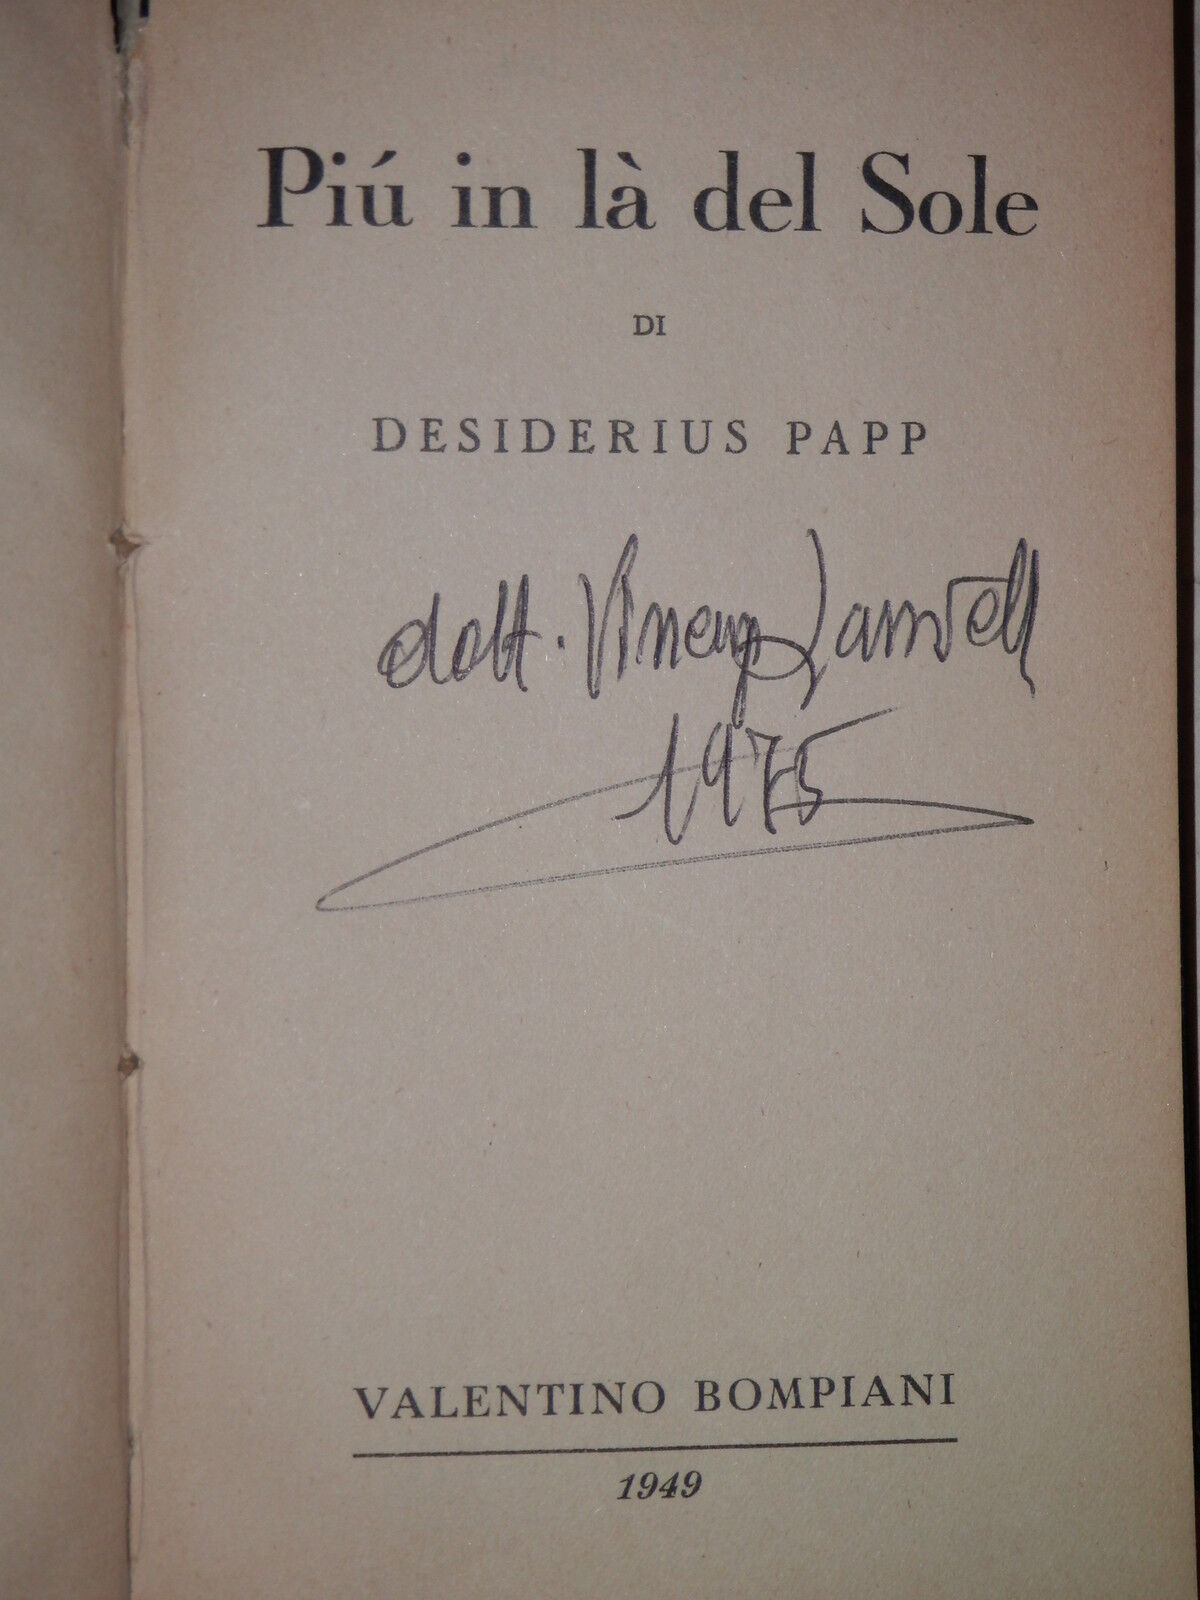 Piú in là del Sole
DI
DESIDERIUS PAPP
dott.
1975
VALENTINO BOMPIANI
1949